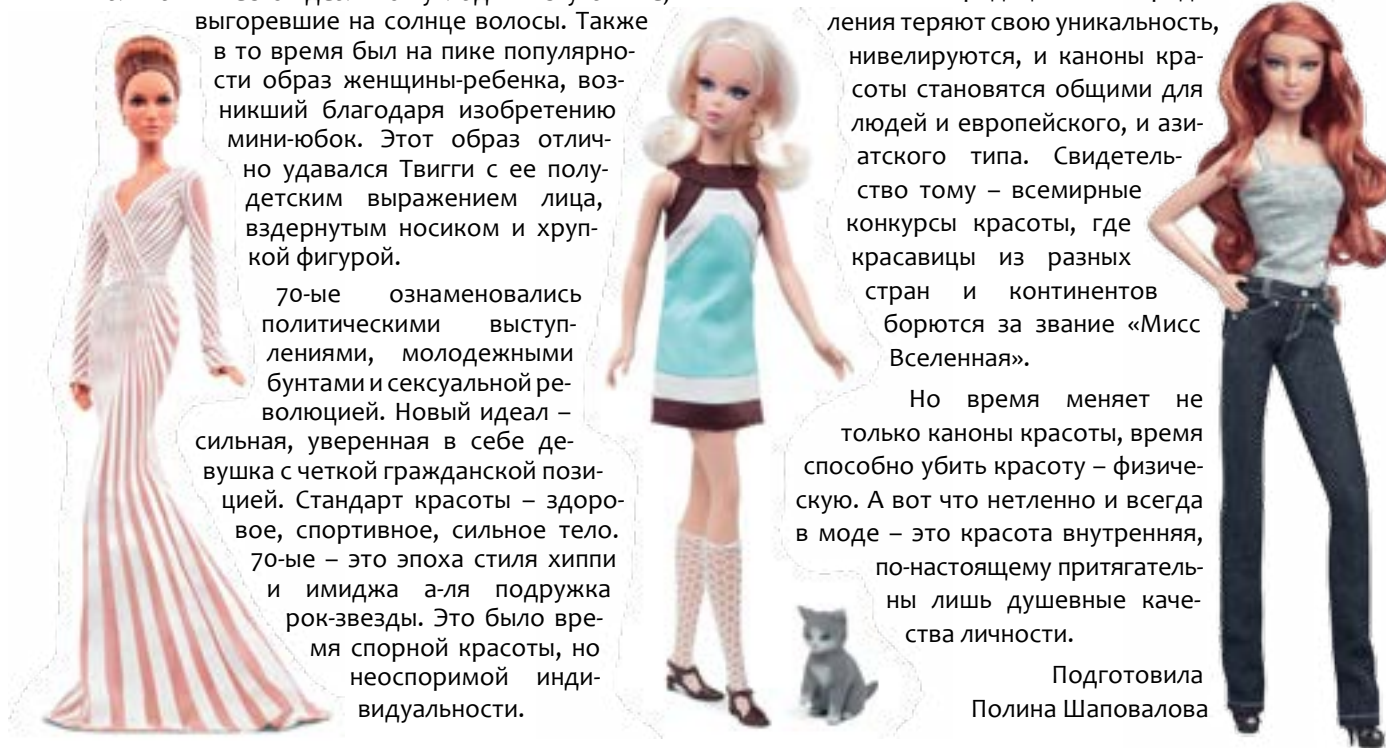 выгоревшие на солнце волосы. Также
в то время был на пике популярно-
сти образ женщины-ребенка, воз-
никший благодаря изобретению
мини-юбок. Этот образ отлич-
но удавался Твигги с ее полу-
детским выражением лица,
вздернутым носиком и хруп-
кой фигурой.
70-ые ознаменовались
политическими выступ-
лениями, молодежными
бунтами и сексуальной ре-
волюцией. Новый идеал –
сильная, уверенная в себе де-
вушка с четкой гражданской пози-
цией. Стандарт красоты – здоро-
вое, спортивное, сильное тело.
70-ые – это эпоха стиля хиппи
и имиджа а-ля подружка
рок-звезды. Это было вре-
мя спорной красоты, но
неоспоримой инди-
видуальности.
ления теряют свою уникальность,
нивелируются, и каноны кра-
соты становятся общими для
людей и европейского, и ази-
атского типа. Свидетель-
ство тому – всемирные
конкурсы красоты, где
красавицы из разных
стран и континентов
борются за звание «Мисс
Вселенная».
Но время меняет не
только каноны красоты, время
способно убить красоту – физиче-
скую. А вот что нетленно и всегда
в моде – это красота внутренняя,
по-настоящему притягатель-
ны лишь душевные каче-
ства личности.
Подготовила
Полина Шаповалова